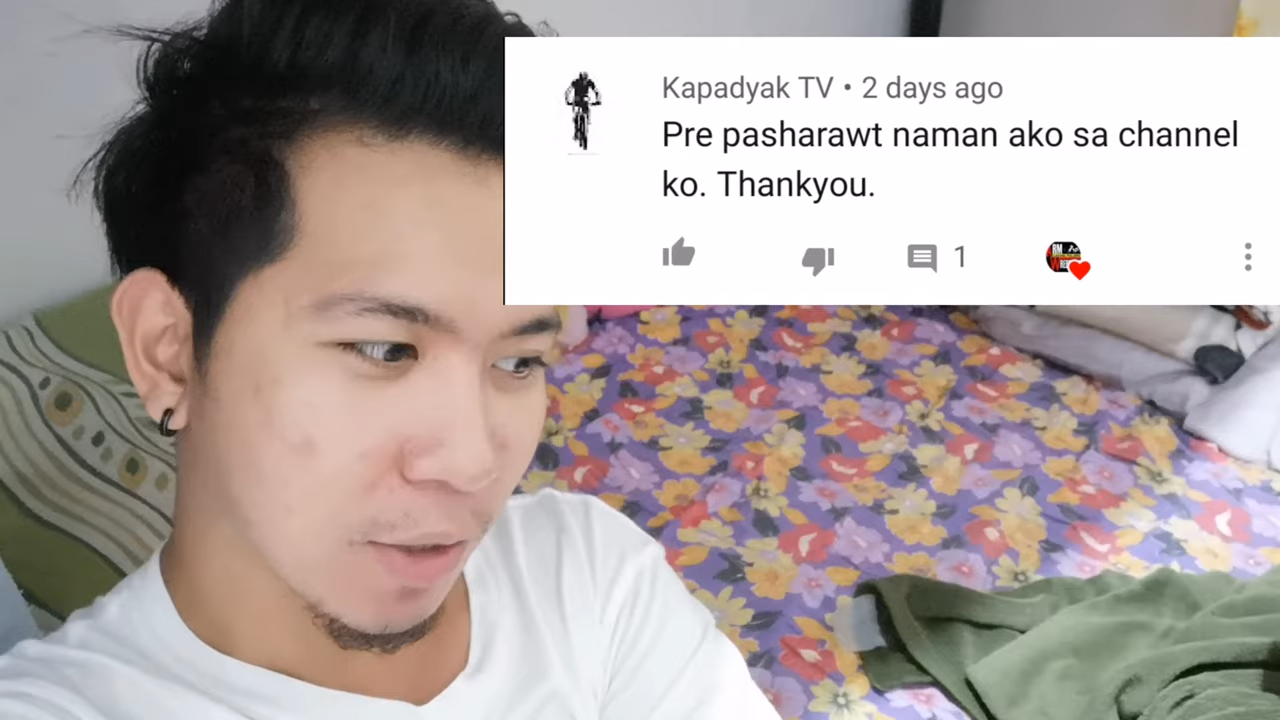 Kapadyak TV • 2 days ago
Pre pasharawt naman ako sa channel
ko. Thankyou.
1